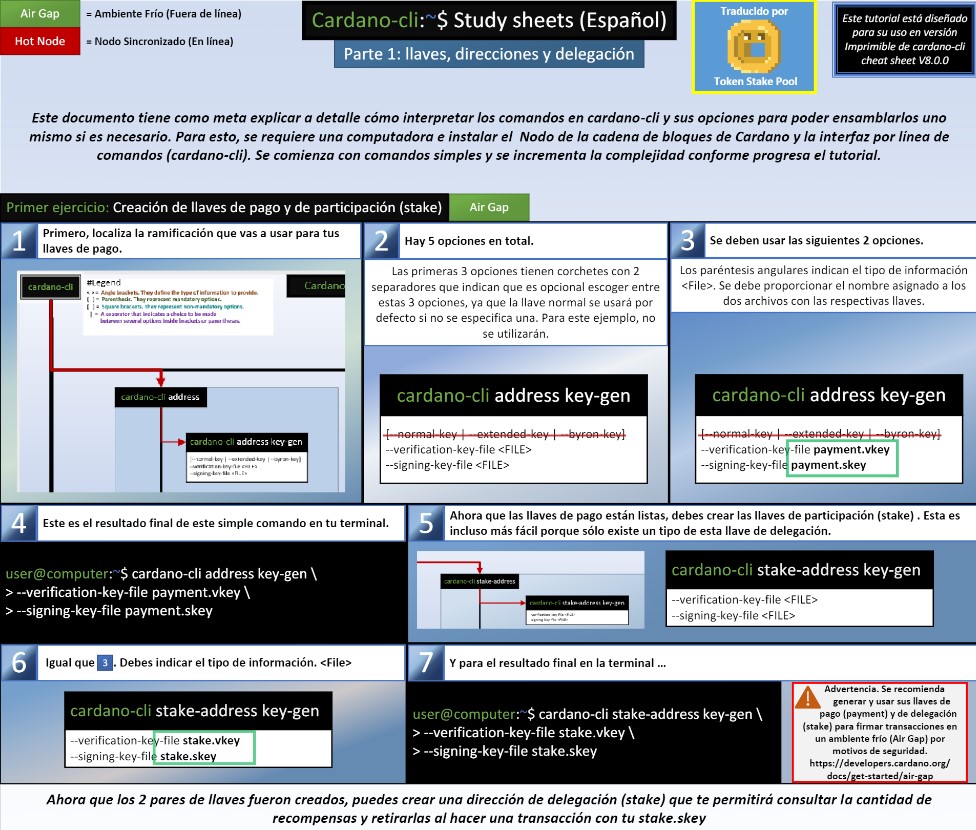 Air Gap
= Ambiente Frío (Fuera de línea)
Hot Node
= Nodo Sincronizado (En línea)
Cardano-cli:~$ Study sheets (Español)
Parte 1: llaves, direcciones y delegación
Traducido por
Token Stake Pool
Este tutorial está diseñado
para su uso en versión
Imprimible de cardano-cli
cheat sheet V8.0.0
Este documento tiene como meta explicar a detalle cómo interpretar los comandos en cardano-cli y sus opciones para poder ensamblarlos uno
mismo si es necesario. Para esto, se requiere una computadora e instalar el Nodo de la cadena de bloques de Cardano y la interfaz por línea de
comandos (cardano-cli). Se comienza con comandos simples y se incrementa la complejidad conforme progresa el tutorial.
Primer ejercicio: Creación de llaves de pago y de participación (stake)
Air Gap
1
Primero, localiza la ramificación que vas a usar para tus
llaves de pago.
cardano-cli
#Legend
< > = Angle brackets. They define the type of information to provide.
( ) = Parenthesis. They represent mandatory options.
[ ] = Square brackets, They represent non-mandatory options.
| = A separator that indicates a choice to be made
between several options inside brackets or parentheses.
Cardano
cardano-cli address
cardano-cli address key-gen
[--normal-key | --extended-key | --byron-key]
--verification-key-file <FILE>
--signing-key-file <FILE>
2
Hay 5 opciones en total.
Las primeras 3 opciones tienen corchetes con 2
separadores que indican que es opcional escoger entre
estas 3 opciones, ya que la llave normal se usará por
defecto si no se especifica una. Para este ejemplo, no
se utilizarán.
cardano-cli address key-gen
[--normal-key | --extended-key | --byron-key]
--verification-key-file <FILE>
--signing-key-file <FILE>
3
Se deben usar las siguientes 2 opciones.
Los paréntesis angulares indican el tipo de información
<File>. Se debe proporcionar el nombre asignado a los
dos archivos con las respectivas llaves.
cardano-cli address key-gen
[--normal-key | --extended-key | --byron-key]
--verification-key-file payment.vkey
--signing-key-file payment.skey
4
Este es el resultado final de este simple comando en tu terminal.
user@computer:~$ cardano-cli address key-gen \
> --verification-key-file payment.vkey \
> --signing-key-file payment.skey
5
Ahora que las llaves de pago están listas, debes crear las llaves de participación (stake) . Esta es
incluso más fácil porque sólo existe un tipo de esta llave de delegación.
cardano-cli stake-address
cardano-cli stake-address key-gen
--verification-key-file <FILE>
--signing-key-file <FILE>
cardano-cli stake-address key-gen
--verification-key-file <FILE>
--signing-key-file <FILE>
6
Igual que 3 . Debes indicar el tipo de información. <File>
cardano-cli stake-address key-gen
--verification-key-file stake.vkey
--signing-key-file stake.skey
7
Y para el resultado final en la terminal ...
user@computer:~$ cardano-cli stake-address key-gen \
> --verification-key-file stake.vkey \
> --signing-key-file stake.skey
Advertencia. Se recomienda
generar y usar sus llaves de
pago (payment) y de delegación
(stake) para firmar transacciones en
un ambiente frío (Air Gap) por
motivos de seguridad.
https://developers.cardano.org/
docs/get-started/air-gap
Ahora que los 2 pares de llaves fueron creados, puedes crear una dirección de delegación (stake) que te permitirá consultar la cantidad de
recompensas y retirarlas al hacer una transacción con tu stake.skey